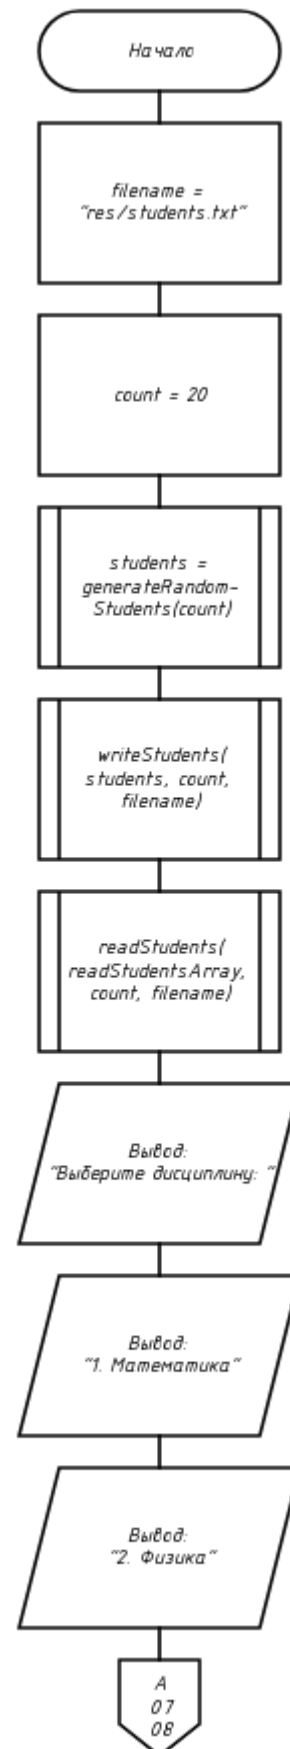 Начало
filename =
"res/students.txt"
count = 20
students =
generateRandom-
Students(count)
writeStudents(
students, count,
filename)
readStudents(
readStudentsArray,
count, filename)
Вывод:
"Выберите дисциплину: "
Вывод:
"1. Математика"
Вывод:
"2. Физика"
А
07
08